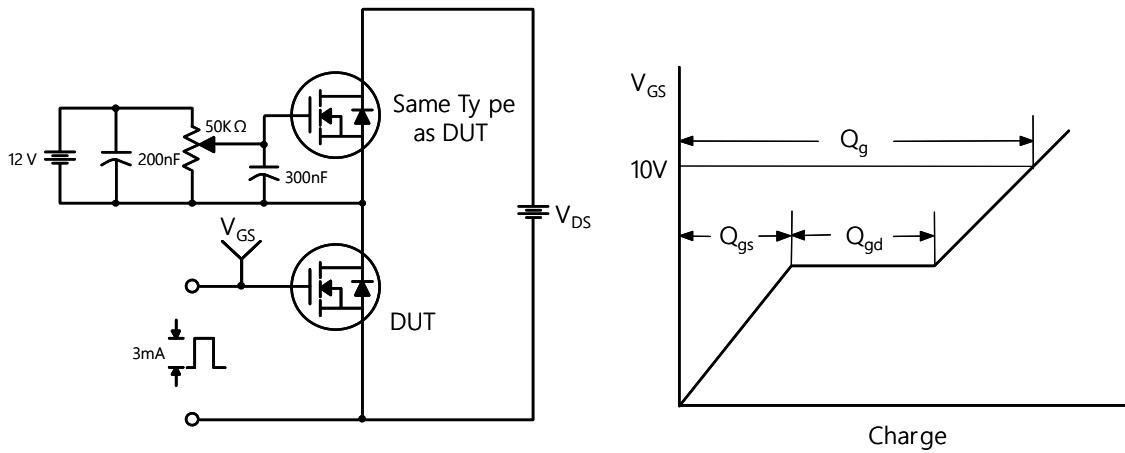 12 V
200nF
50KΩ
300nF
Same Ty pe
as DUT
V_DS
V_GS
DUT
3mA
V_GS
10V
Q_g
Q_gs
Q_gd
Charge